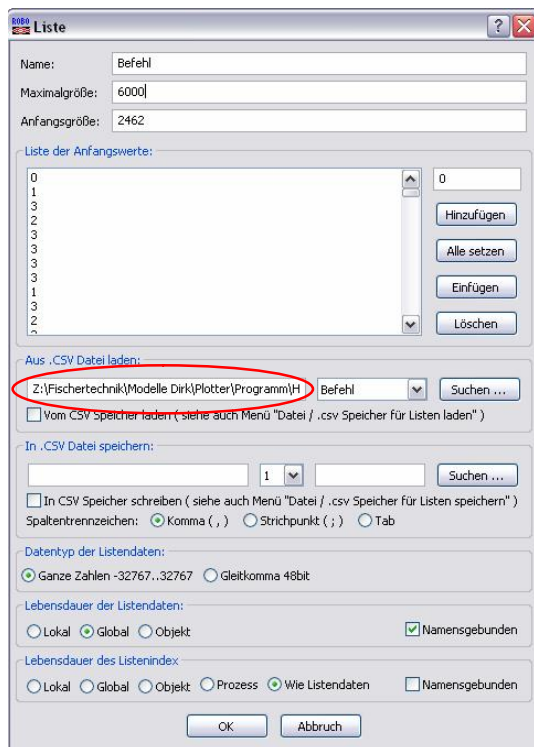 ROBO Liste
Name: Befehl
Maximalgröße: 6000
Anfangsgröße: 2462
Liste der Anfangswerte:
0 0
1
3
2 Hinzufügen
3
3 Alle setzen
3
3
1 Einfügen
3
2 Löschen
Aus .CSV Datei laden:
Z:\Fischertechnik\Modelle Dirk\Plotter\Programm\H Befehl Suchen ...
Vom CSV Speicher laden ( siehe auch Menü "Datei / .csv Speicher für Listen laden" )
In .CSV Datei speichern:
1 Suchen ...
In CSV Speicher schreiben ( siehe auch Menü "Datei / .csv Speicher für Listen speichern" )
Spaltentrennzeichen: Komma ( , ) Strichpunkt ( ; ) Tab
Datentyp der Listendaten:
Ganze Zahlen -32767..32767 Gleitkomma 48bit
Lebensdauer der Listendaten:
Lokal Global Objekt Namensgebunden
Lebensdauer des Listenindex
Lokal Global Objekt Prozess Wie Listendaten Namensgebunden
OK Abbruch